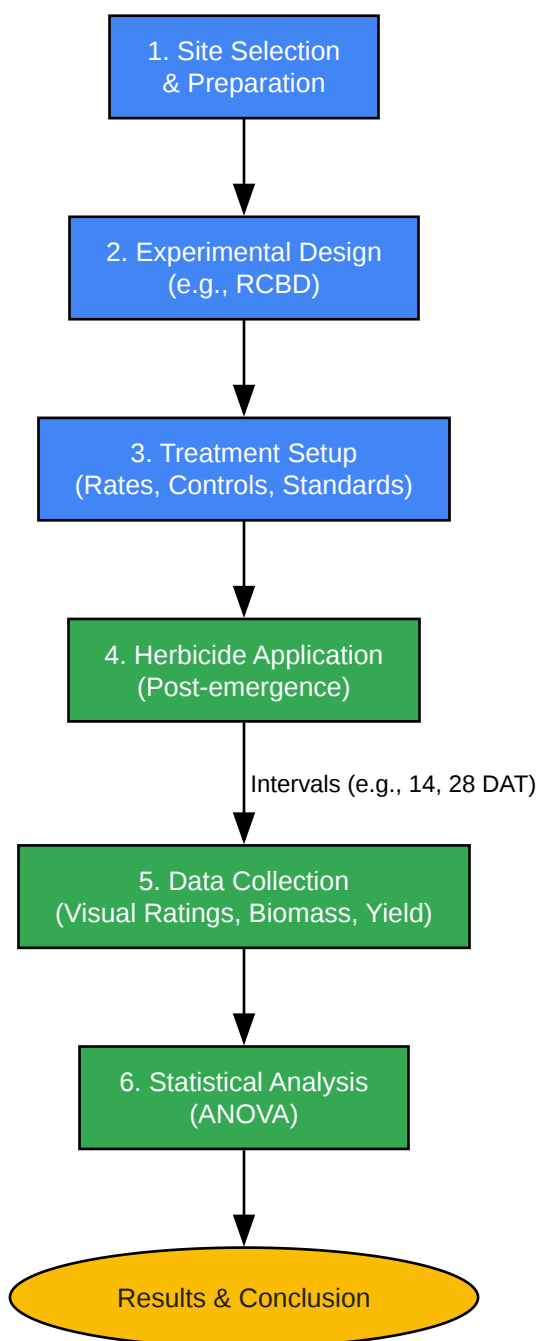 1. Site Selection
& Preparation
2. Experimental Design
(e.g., RCBD)
3. Treatment Setup
(Rates, Controls, Standards)
4. Herbicide Application
(Post-emergence)
Intervals (e.g., 14, 28 DAT)
5. Data Collection
(Visual Ratings, Biomass, Yield)
6. Statistical Analysis
(ANOVA)
Results & Conclusion